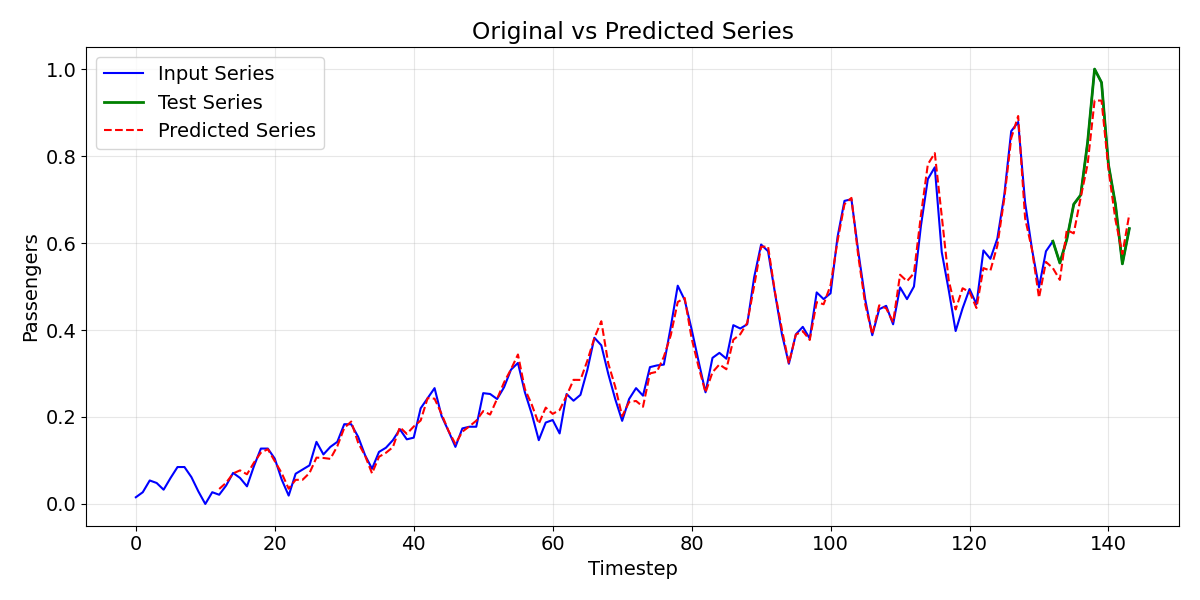 Original vs Predicted Series
Input Series
Test Series
Predicted Series
Passengers
1.0
0.8
0.6
0.4
0.2
0.0
0 20 40 60 80 100 120 140
Timestep